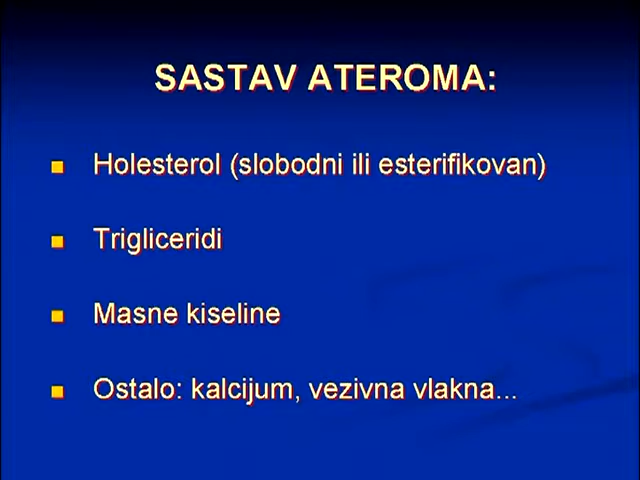 SASTAV ATEROMA:
Holesterol (slobodni ili esterifikovan)
Trigliceridi
Masne kiseline
Ostalo: kalcijum, vezivna vlakna...